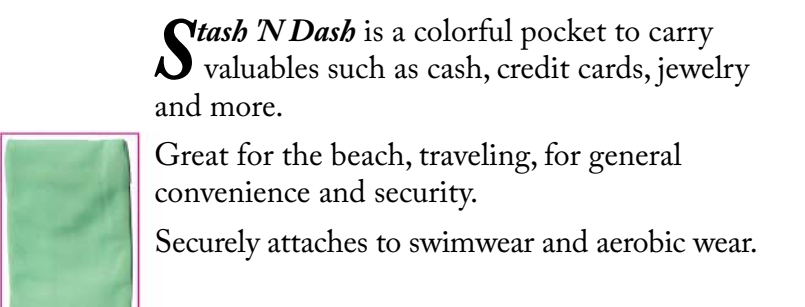 Stash 'N Dash is a colorful pocket to carry
valuables such as cash, credit cards, jewelry
and more.
Great for the beach, traveling, for general
convenience and security.
Securely attaches to swimwear and aerobic wear.